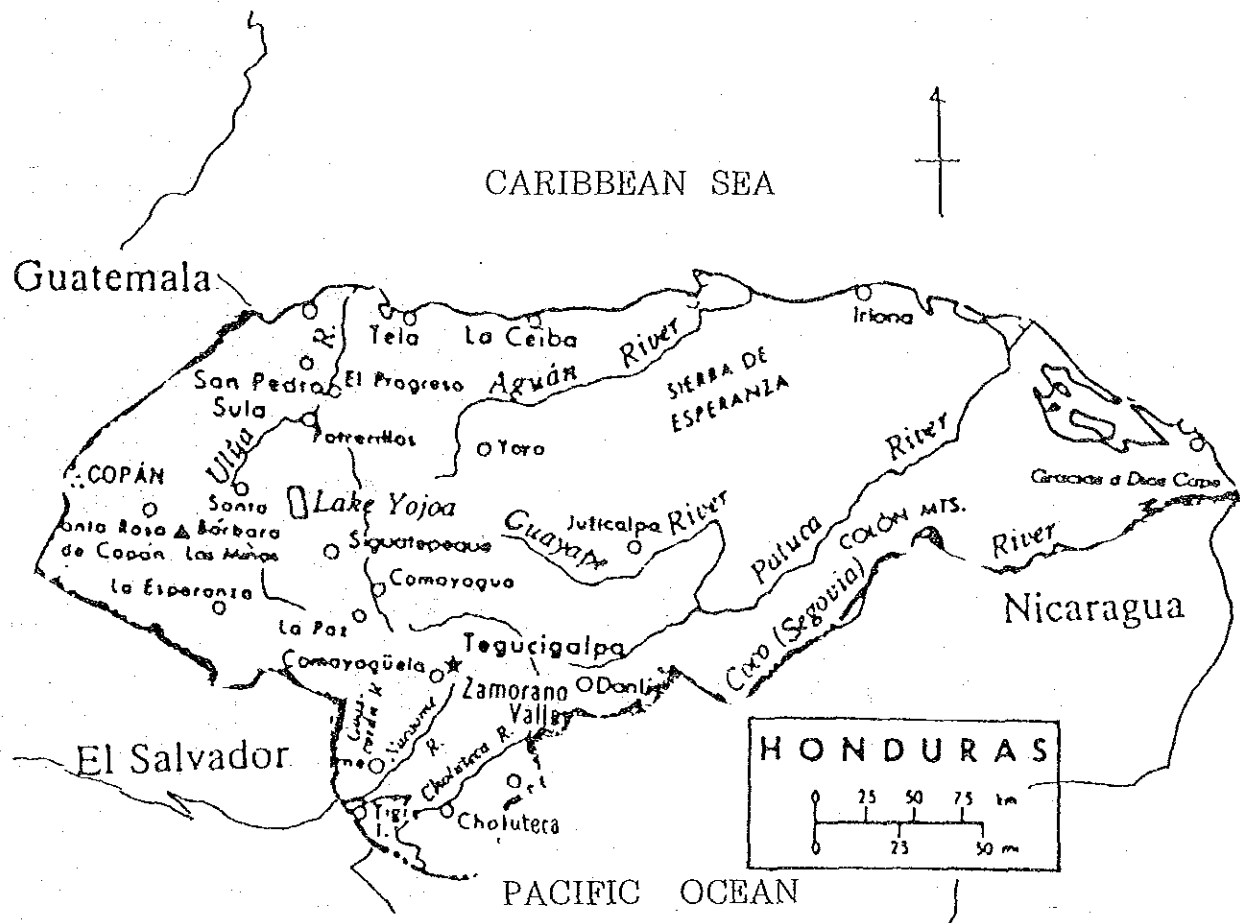 4
CARIBBEAN SEA
Guatemala
R.
Tela
La Ceiba
Iriona
San Pedro
Sula
El Progreso
Aguán River
SIERRA DE
ESPERANZA
Ulúa
Potrerillos
Yoro
COPÁN
Santa
Bárbara
Lake Yojoa
Gracias a Dios Cape
Rosa
de Copán
Las Minas
Siguatepeque
Guayape River
Juticalpa
Patuca River
COLÓN MTS.
La Esperanza
Comayagua
Coco (Segovia) River
Nicaragua
La Paz
Tegucigalpa
Comayagüela
Zamorano
Valley
Danlí
R.
El Salvador
Choluteca R.
I.
Choluteca
HONDURAS
0 25 50 75 km
0 25 50 mi
PACIFIC OCEAN